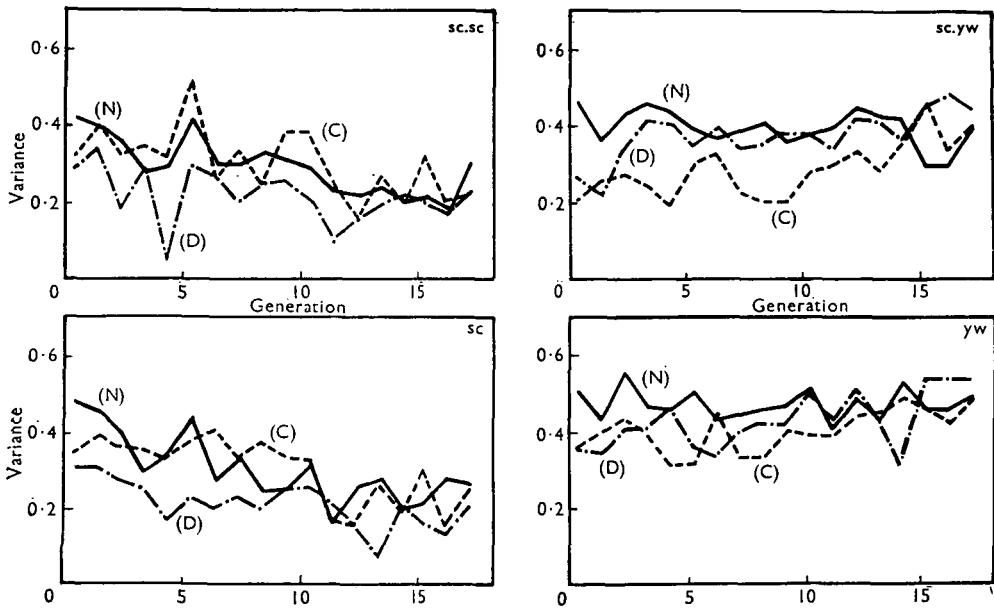 sc.sc
0·6
(N)
0·4
(C)
Variance
0·2
(D)
0
5
10
15
Generation
sc.yw
0·6
(N)
0·4
(D)
0·2
(C)
0
5
10
15
Generation
sc
0·6
(N)
0·4
(C)
Variance
0·2
(D)
0
5
10
15
yw
0·6
(N)
0·4
(D)
(C)
0·2
0
5
10
15